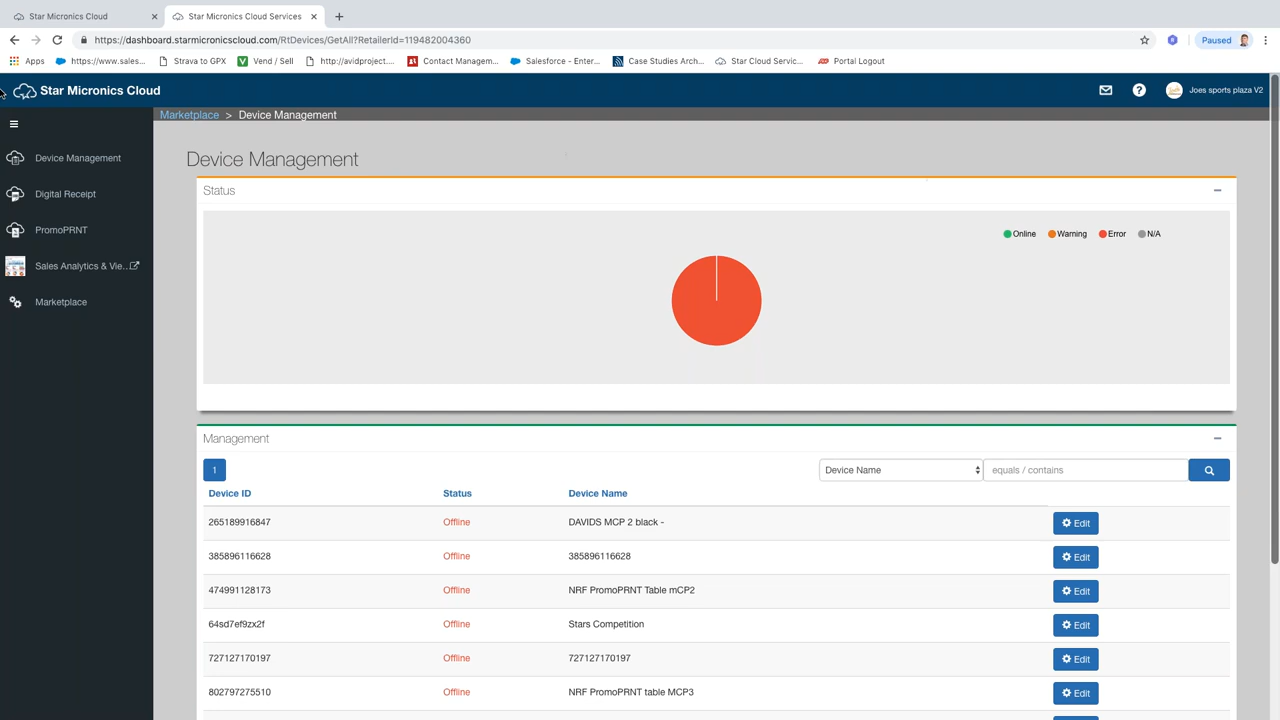 Star Micronics Cloud
Star Micronics Cloud Services
https://dashboard.starmicronicscloud.com/RtDevices/GetAll?RetailerId=119482004360
Paused
Apps
https://www.sales...
Strava to GPX
Vend / Sell
http://avidproject....
Contact Managem...
Salesforce - Enter...
Case Studies Arch...
Star Cloud Servic...
Portal Logout
Star Micronics Cloud
Joes sports plaza V2
Marketplace > Device Management
Device Management
Digital Receipt
PromoPRNT
Sales Analytics & Vie...
Marketplace
Device Management
Status
Online Warning Error N/A
Management
1 Device Name equals / contains
Device ID Status Device Name
265189916847 Offline DAVIDS MCP 2 black - Edit
385896116628 Offline 385896116628 Edit
474991128173 Offline NRF PromoPRNT Table mCP2 Edit
64sd7ef9zx2f Offline Stars Competition Edit
727127170197 Offline 727127170197 Edit
802797275510 Offline NRF PromoPRNT table MCP3 Edit